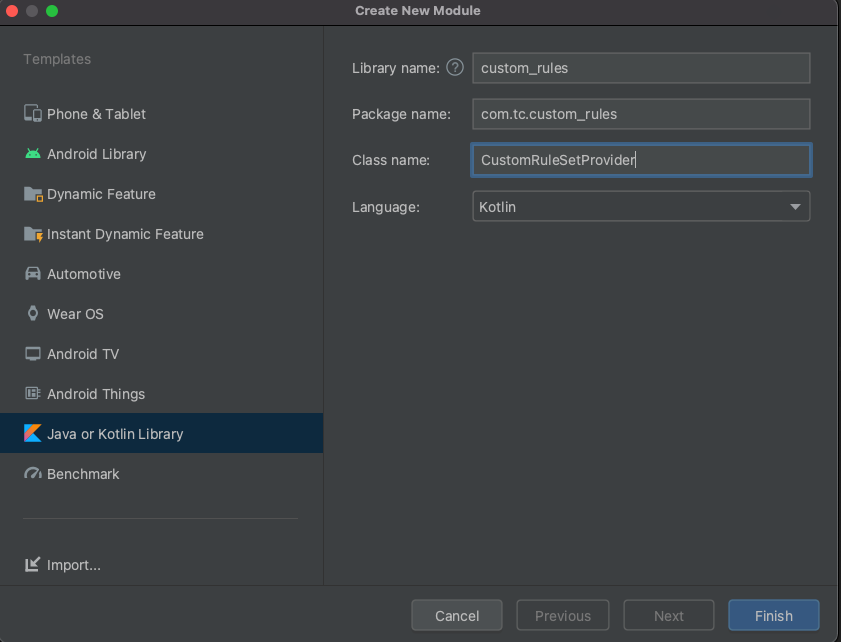 Create New Module
Templates
Phone & Tablet
Android Library
Dynamic Feature
Instant Dynamic Feature
Automotive
Wear OS
Android TV
Android Things
Java or Kotlin Library
Benchmark
Import...
Library name: ? custom_rules
Package name: com.tc.custom_rules
Class name: CustomRuleSetProvider
Language: Kotlin
Cancel Previous Next Finish